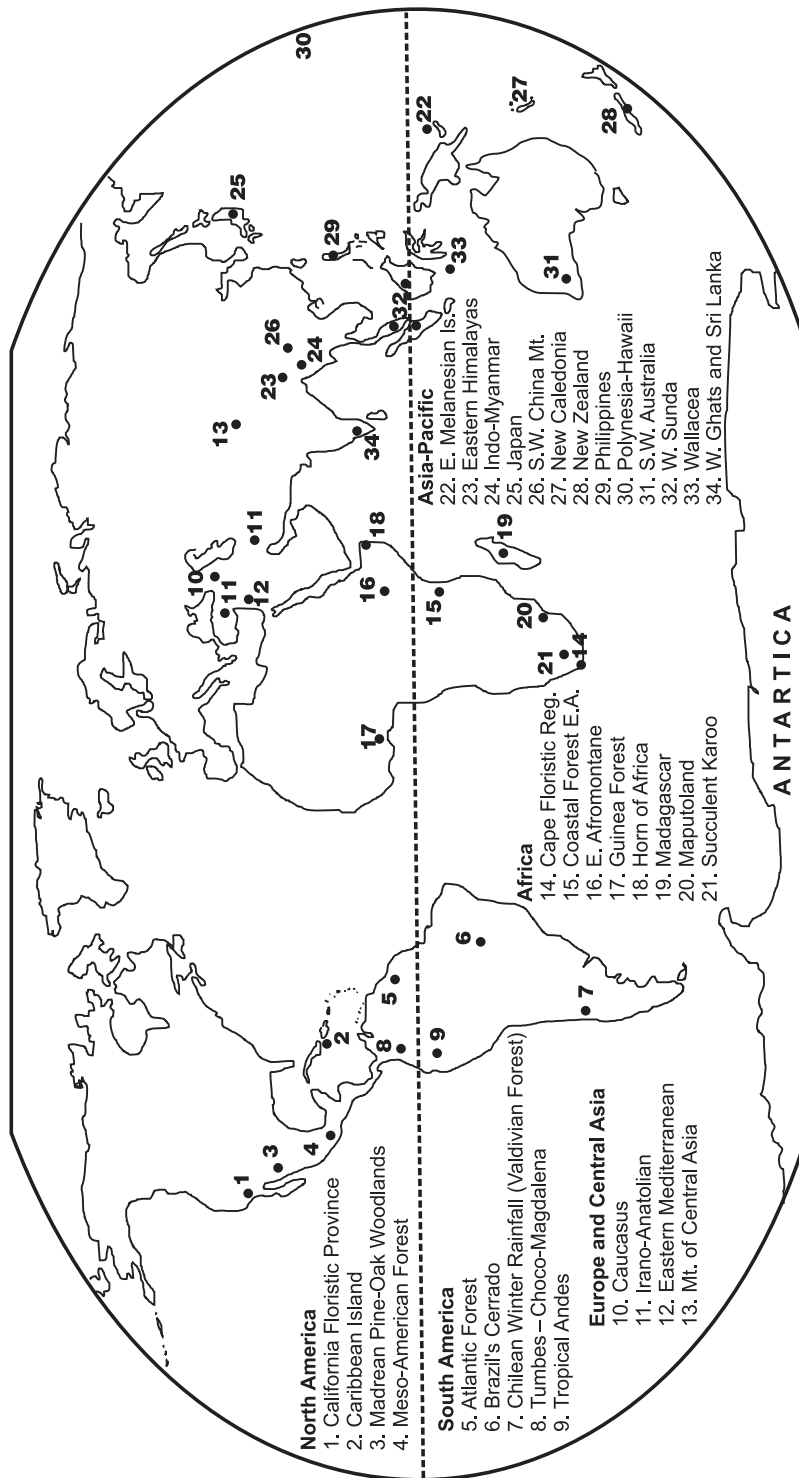 North America
1. California Floristic Province
2. Caribbean Island
3. Madrean Pine-Oak Woodlands
4. Meso-American Forest
South America
5. Atlantic Forest
6. Brazil's Cerrado
7. Chilean Winter Rainfall (Valdivian Forest)
8. Tumbes – Choco-Magdalena
9. Tropical Andes
Europe and Central Asia
10. Caucasus
11. Irano-Anatolian
12. Eastern Mediterranean
13. Mt. of Central Asia
Africa
14. Cape Floristic Reg.
15. Coastal Forest E.A.
16. E. Afromontane
17. Guinea Forest
18. Horn of Africa
19. Madagascar
20. Maputoland
21. Succulent Karoo
Asia-Pacific
22. E. Melanesian Is.
23. Eastern Himalayas
24. Indo-Myanmar
25. Japan
26. S.W. China Mt.
27. New Caledonia
28. New Zealand
29. Philippines
30. Polynesia-Hawaii
31. S.W. Australia
32. W. Sunda
33. Wallacea
34. W. Ghats and Sri Lanka
1
2
3
4
5
6
7
8
9
10
11
11
12
13
14
15
16
17
18
19
20
21
22
23
24
25
26
27
28
29
30
31
32
33
34
ANTARTICA